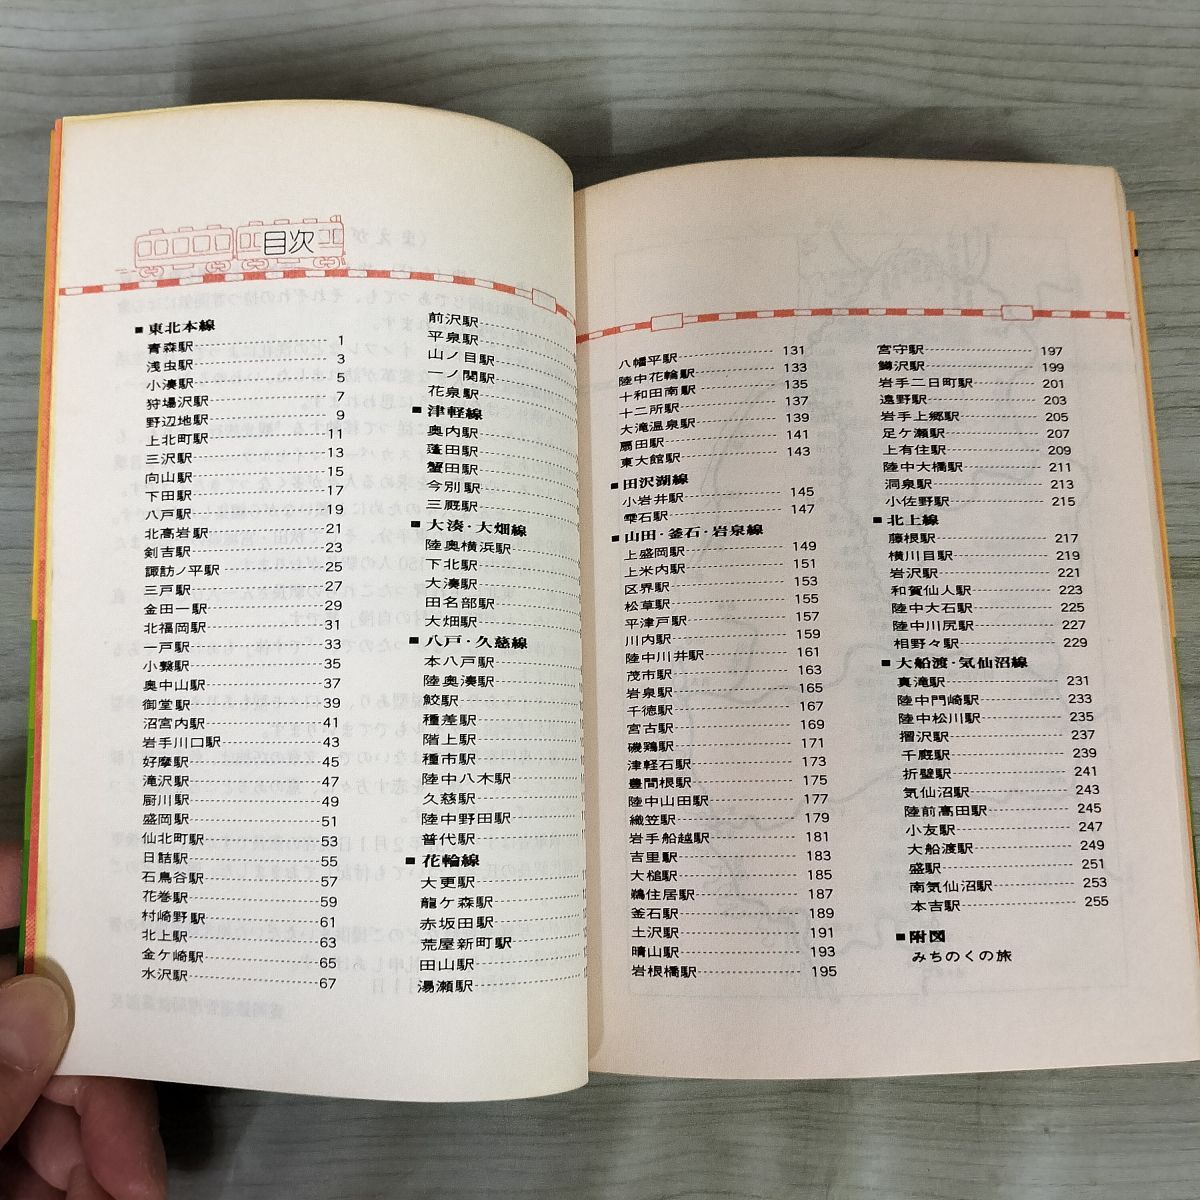 目次
■東北本線
青森駅 1
浅虫駅 3
小湊駅 5
狩場沢駅 7
野辺地駅 9
上北町駅 11
三沢駅 13
向山駅 15
下田駅 17
八戸駅 19
北高岩駅 21
剣吉駅 23
諏訪ノ平駅 25
三戸駅 27
金田一駅 29
北福岡駅 31
一戸駅 33
小繋駅 35
奥中山駅 37
御堂駅 39
沼宮内駅 41
岩手川口駅 43
好摩駅 45
滝沢駅 47
厨川駅 49
盛岡駅 51
仙北町駅 53
日詰駅 55
石鳥谷駅 57
花巻駅 59
村崎野駅 61
北上駅 63
金ケ崎駅 65
水沢駅 67
前沢駅
平泉駅
山ノ目駅
一ノ関駅
花泉駅
■津軽線
奥内駅
蓬田駅
蟹田駅
今別駅
三厩駅
■大湊・大畑線
陸奥横浜駅
下北駅
大湊駅
田名部駅
大畑駅
■八戸・久慈線
本八戸駅
陸奥湊駅
鮫駅
種差駅
階上駅
種市駅
陸中八木駅
久慈駅
陸中野田駅
普代駅
■花輪線
大更駅
龍ケ森駅
赤坂田駅
荒屋新町駅
田山駅
湯瀬駅
八幡平駅 131
陸中花輪駅 133
十和田南駅 135
十二所駅 137
大滝温泉駅 139
扇田駅 141
東大館駅 143
■田沢湖線
小岩井駅 145
雫石駅 147
■山田・釜石・岩泉線
上盛岡駅 149
上米内駅 151
区界駅 153
松草駅 155
平津戸駅 157
川内駅 159
陸中川井駅 161
茂市駅 163
岩泉駅 165
千徳駅 167
宮古駅 169
磯鶏駅 171
津軽石駅 173
豊間根駅 175
陸中山田駅 177
織笠駅 179
岩手船越駅 181
吉里駅 183
大槌駅 185
鵜住居駅 187
釜石駅 189
土沢駅 191
晴山駅 193
岩根橋駅 195
宮守駅 197
鱒沢駅 199
岩手二日町駅 201
遠野駅 203
岩手上郷駅 205
足ケ瀬駅 207
上有住駅 209
陸中大橋駅 211
洞泉駅 213
小佐野駅 215
■北上線
藤根駅 217
横川目駅 219
岩沢駅 221
和賀仙人駅 223
陸中大石駅 225
陸中川尻駅 227
相野々駅 229
■大船渡・気仙沼線
真滝駅 231
陸中門崎駅 233
陸中松川駅 235
摺沢駅 237
千厩駅 239
折壁駅 241
気仙沼駅 243
陸前高田駅 245
小友駅 247
大船渡駅 249
盛駅 251
南気仙沼駅 253
本吉駅 255
■附図
みちのくの旅